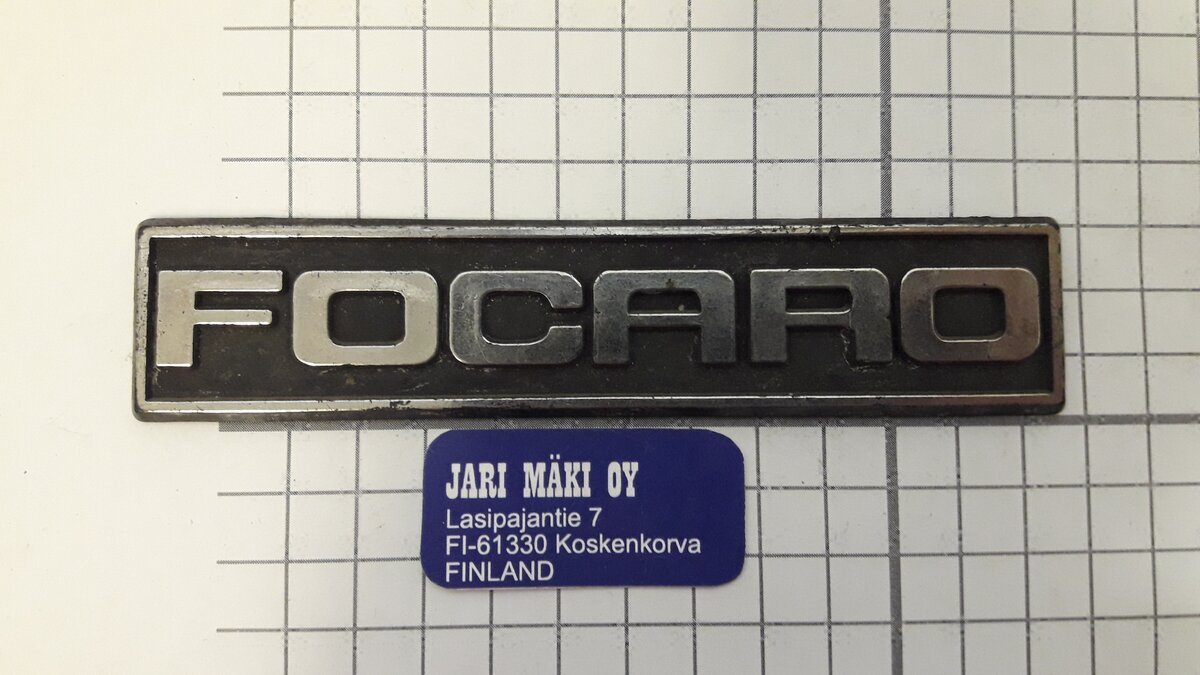 FOCARO
JARI MÄKI OY
Lasipajantie 7
FI-61330 Koskenkorva
FINLAND